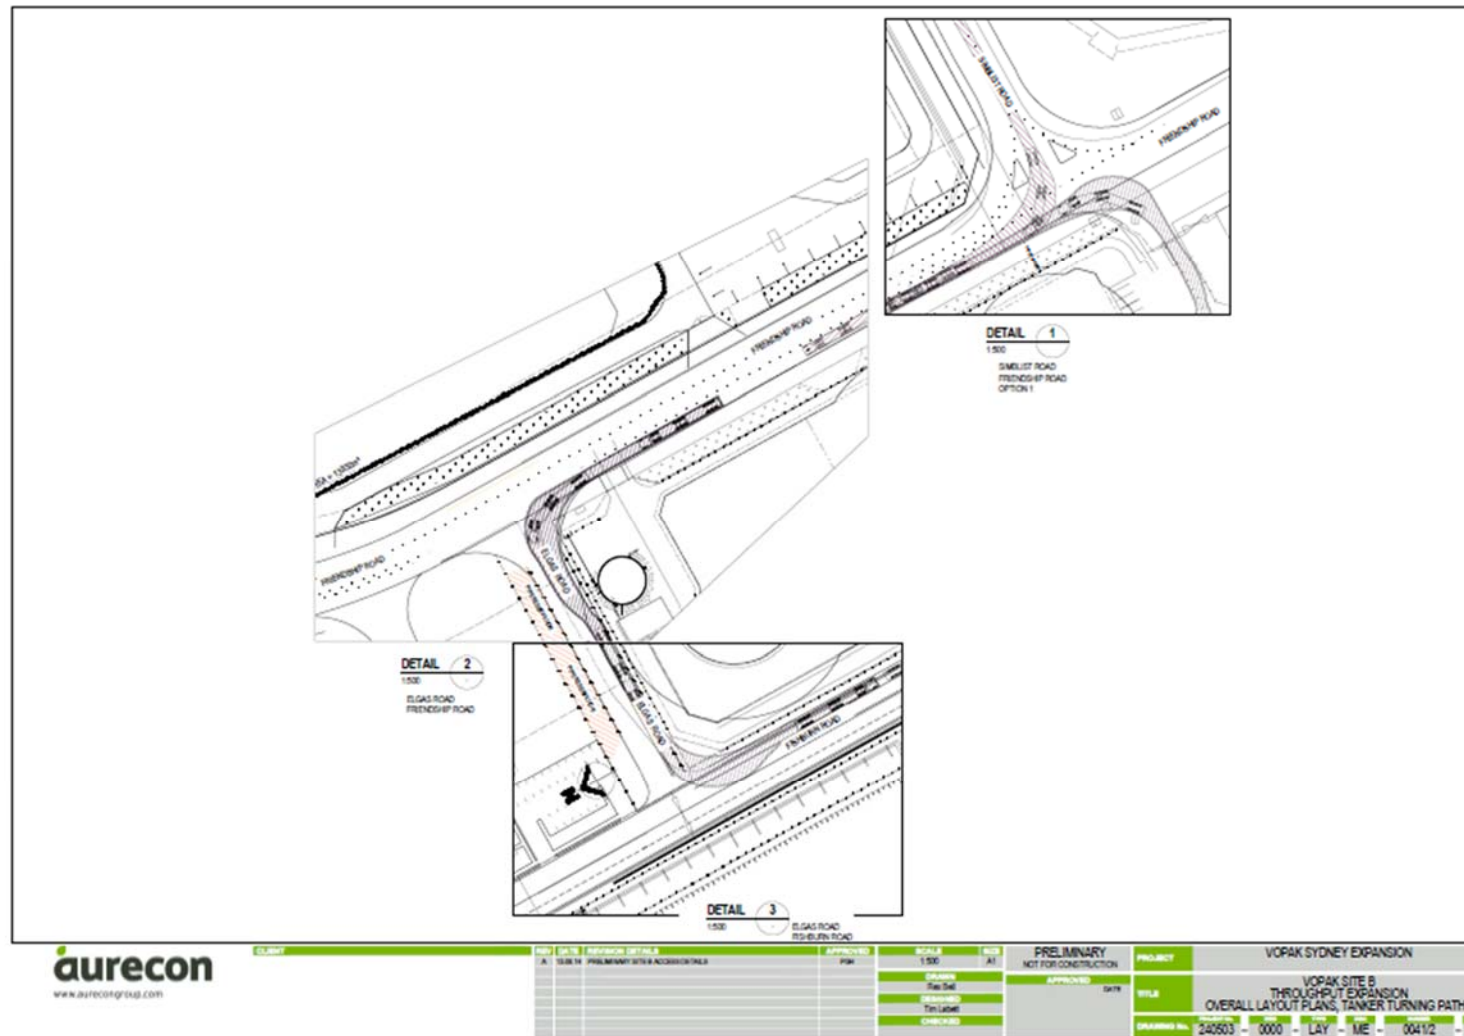 SIMBLIST ROAD
FRIENDSHIP ROAD
DETAIL 1
1:500
SIMBLIST ROAD
FRIENDSHIP ROAD
OPTION 1
FRIENDSHIP ROAD
FRIENDSHIP ROAD
ELGAS ROAD
DETAIL 2
1:500
ELGAS ROAD
FRIENDSHIP ROAD
ELGAS ROAD
FISHBURN ROAD
N
DETAIL 3
1:500
ELGAS ROAD
FISHBURN ROAD
aurecon
www.aurecongroup.com
CLIENT
REV DATE REVISION DETAILS APPROVED
A PRELIMINARY SITE B ACCESS DETAILS
SCALE SIZE
1:500 A1
DRAWN
DESIGNED
CHECKED
PRELIMINARY
NOT FOR CONSTRUCTION
APPROVED
DATE
PROJECT VOPAK SYDNEY EXPANSION
TITLE VOPAK SITE B
THROUGHPUT EXPANSION
OVERALL LAYOUT PLANS, TANKER TURNING PATH
DRAWING No. 240503 - 0000 - LAY - ME - 0041/2 -